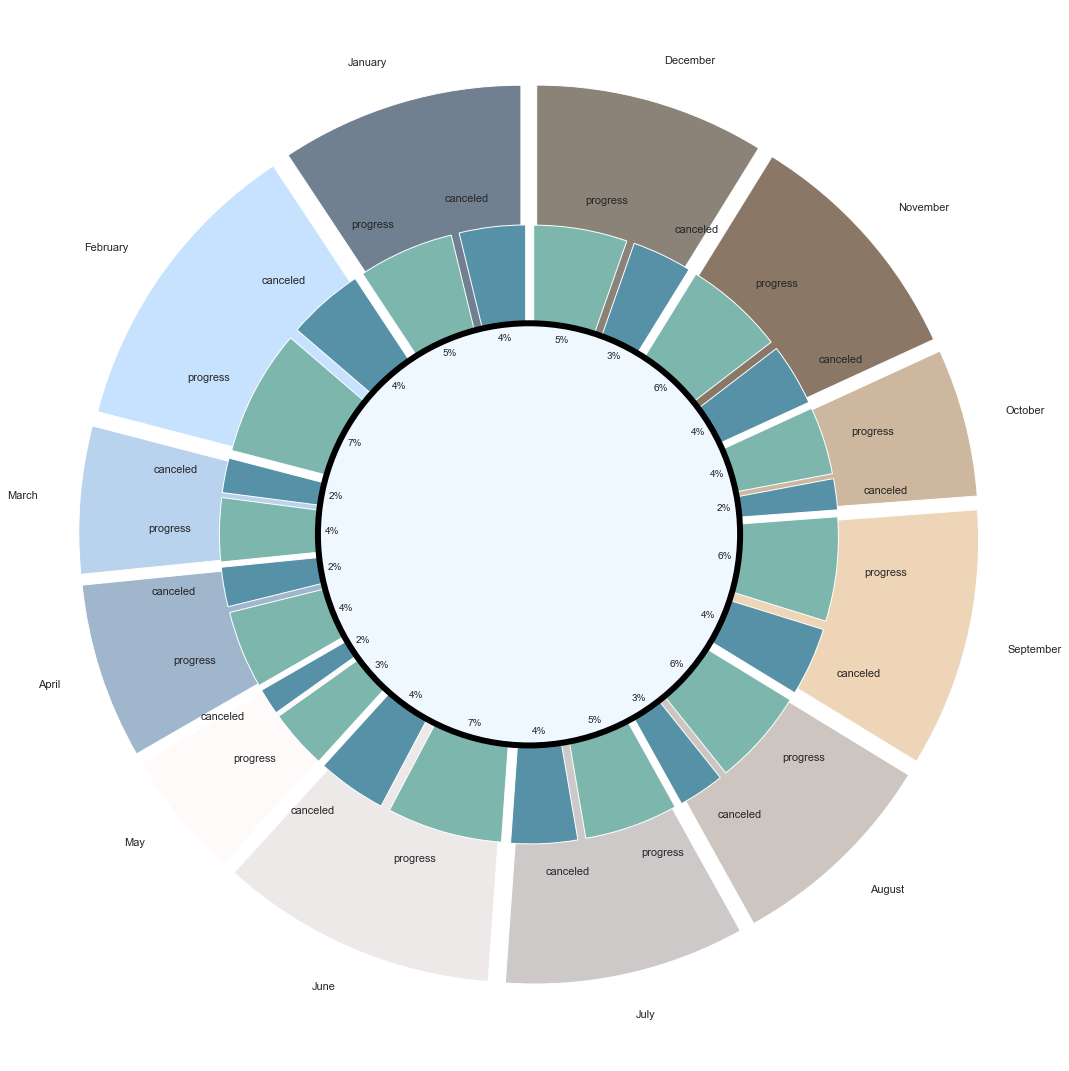 December
January
progress
canceled
progress
canceled
November
progress
canceled
February
canceled
progress
October
progress
canceled
March
canceled
progress
September
progress
canceled
April
canceled
progress
August
progress
canceled
May
canceled
progress
June
canceled
progress
July
canceled
progress
5%
4%
5%
3%
4%
6%
7%
4%
2%
4%
4%
2%
2%
6%
4%
4%
2%
6%
3%
3%
4%
5%
7%
4%